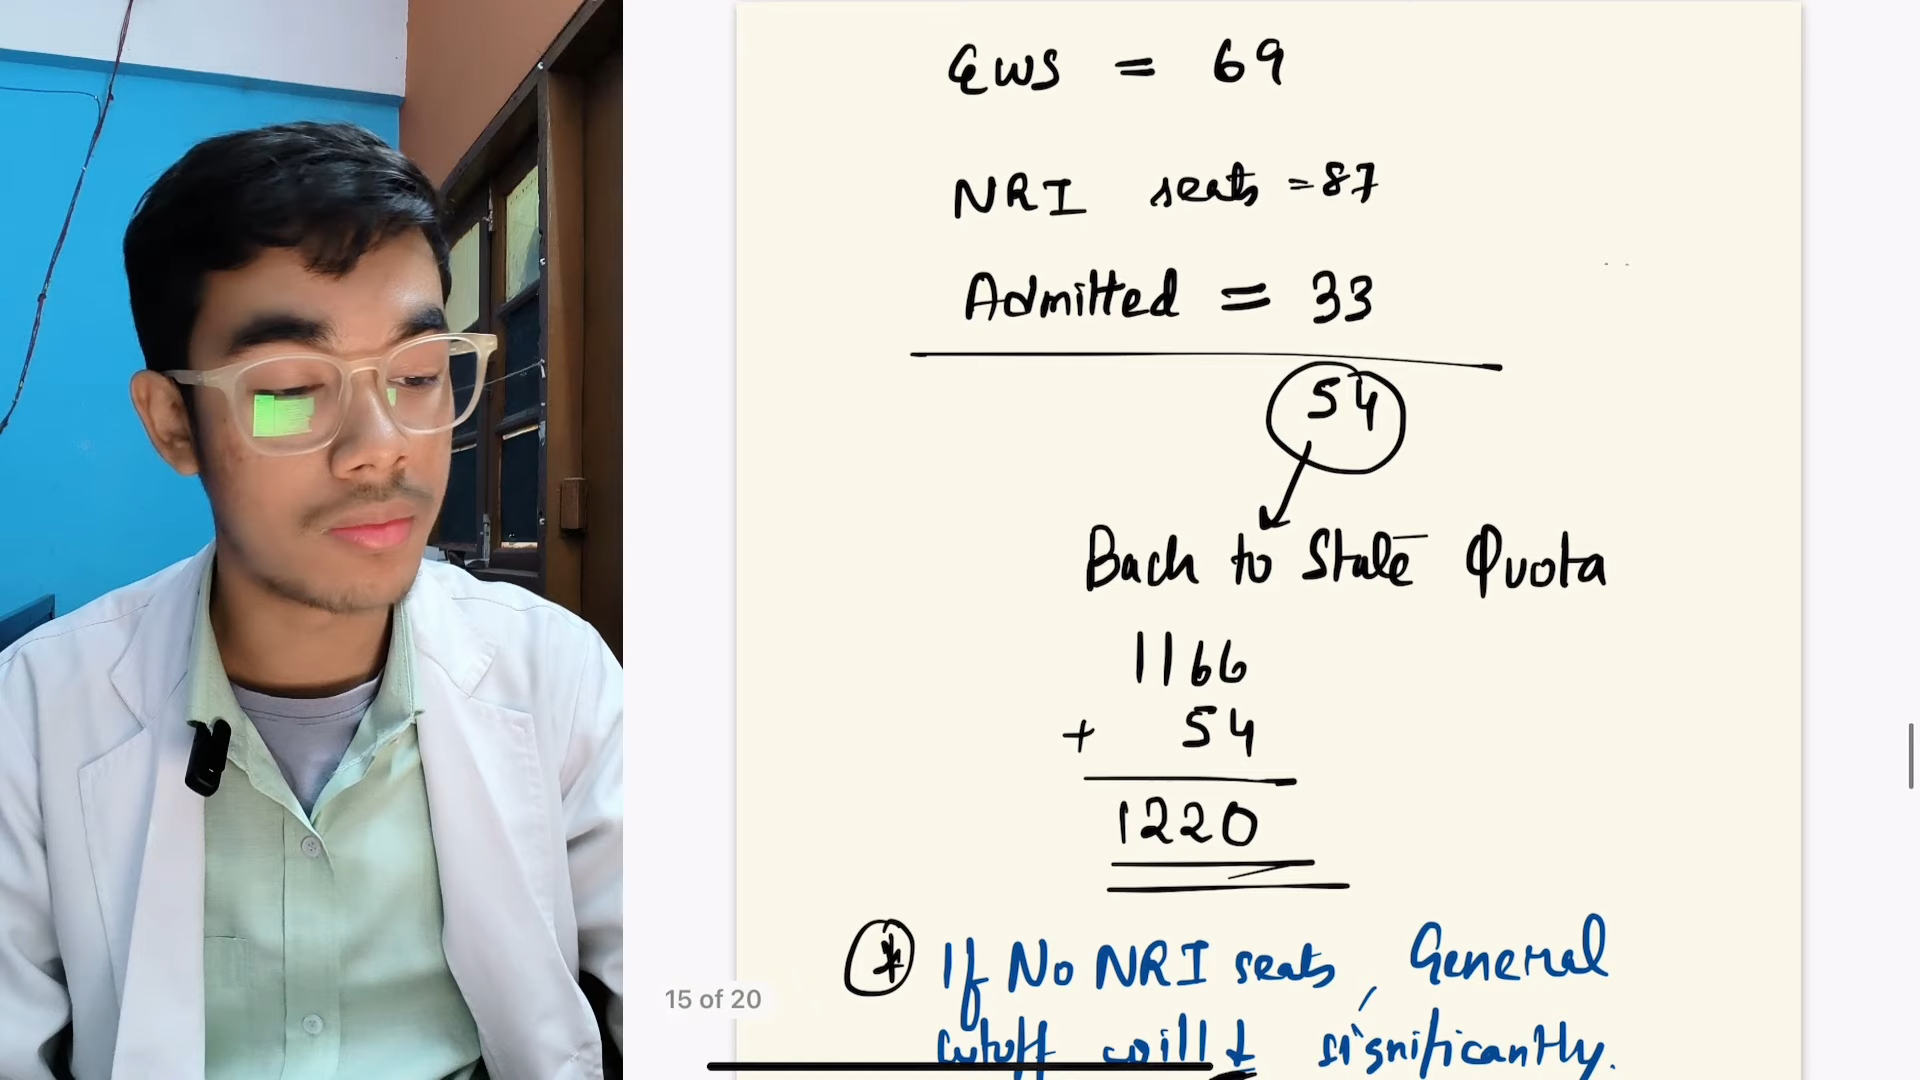 EWS = 69
NRI seats = 87
Admitted = 33
54
Back to State Quota
1166
+ 54
1220
* If No NRI seats, General
cutoff will ↓ significantly.
15 of 20